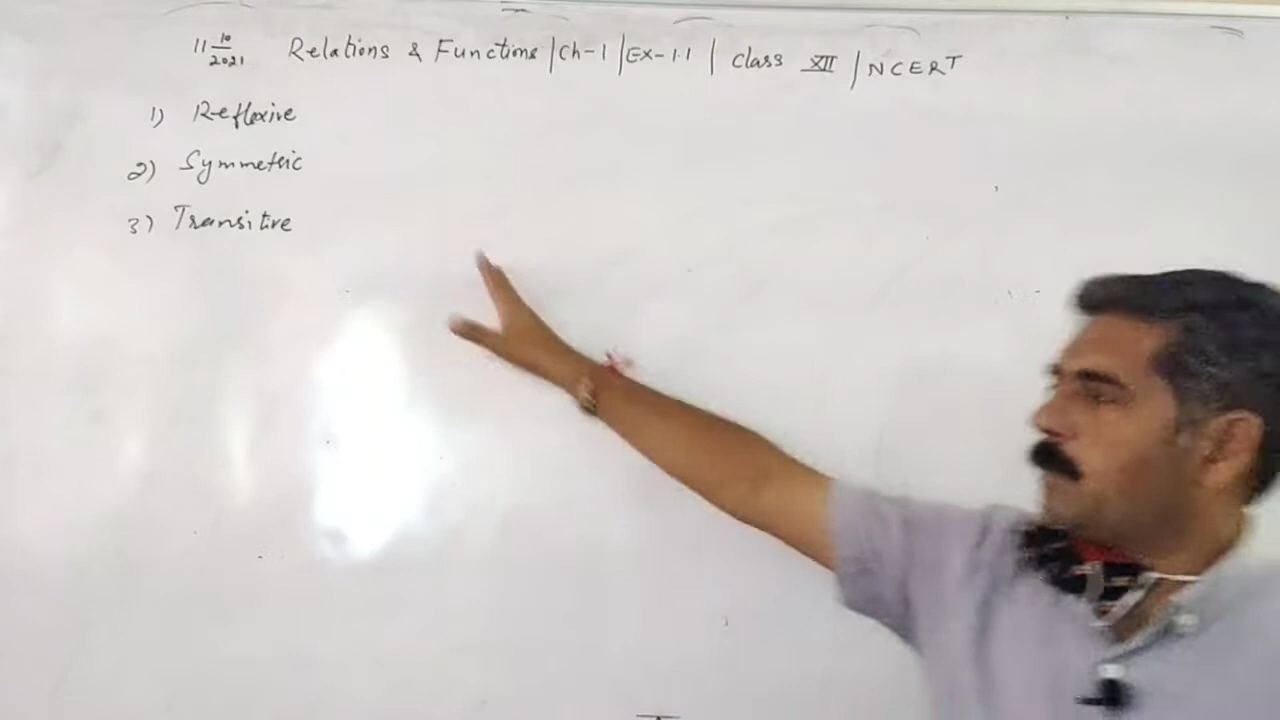 11 10/2021 Relations & Functions | Ch-1 | Ex-1.1 | Class XII | NCERT
1) Reflexive
2) Symmetric
3) Transitive